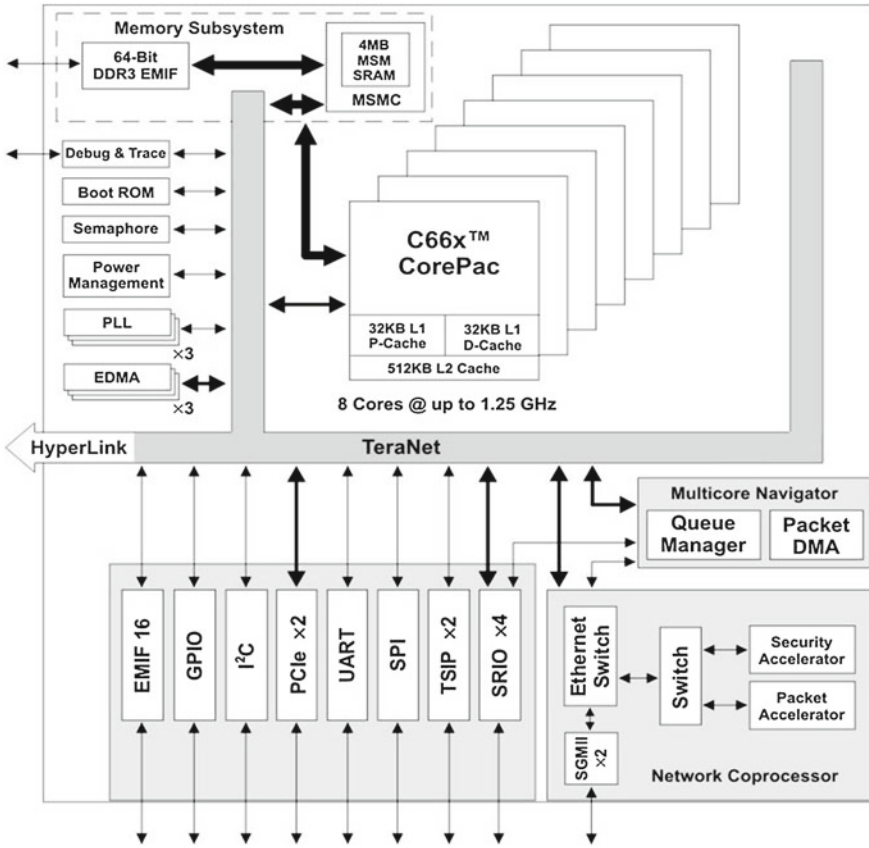 Memory Subsystem
64-Bit
DDR3 EMIF
4MB
MSM
SRAM
MSMC
Debug & Trace
Boot ROM
Semaphore
Power
Management
PLL
×3
EDMA
×3
C66x™
CorePac
32KB L1
P-Cache
32KB L1
D-Cache
512KB L2 Cache
8 Cores @ up to 1.25 GHz
HyperLink
TeraNet
Multicore Navigator
Queue
Manager
Packet
DMA
EMIF 16
GPIO
I²C
PCIe ×2
UART
SPI
TSIP ×2
SRIO ×4
Ethernet
Switch
Switch
Security
Accelerator
Packet
Accelerator
SGMII
×2
Network Coprocessor